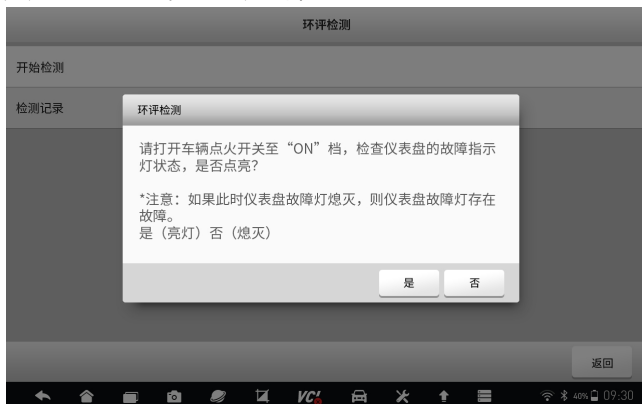 环评检测
开始检测
检测记录
环评检测
请打开车辆点火开关至“ON”档，检查仪表盘的故障指示
灯状态，是否点亮？
*注意：如果此时仪表盘故障灯熄灭，则仪表盘故障灯存在
故障。
是（亮灯）否（熄灭）
是
否
返回
VCI
40%
09:30